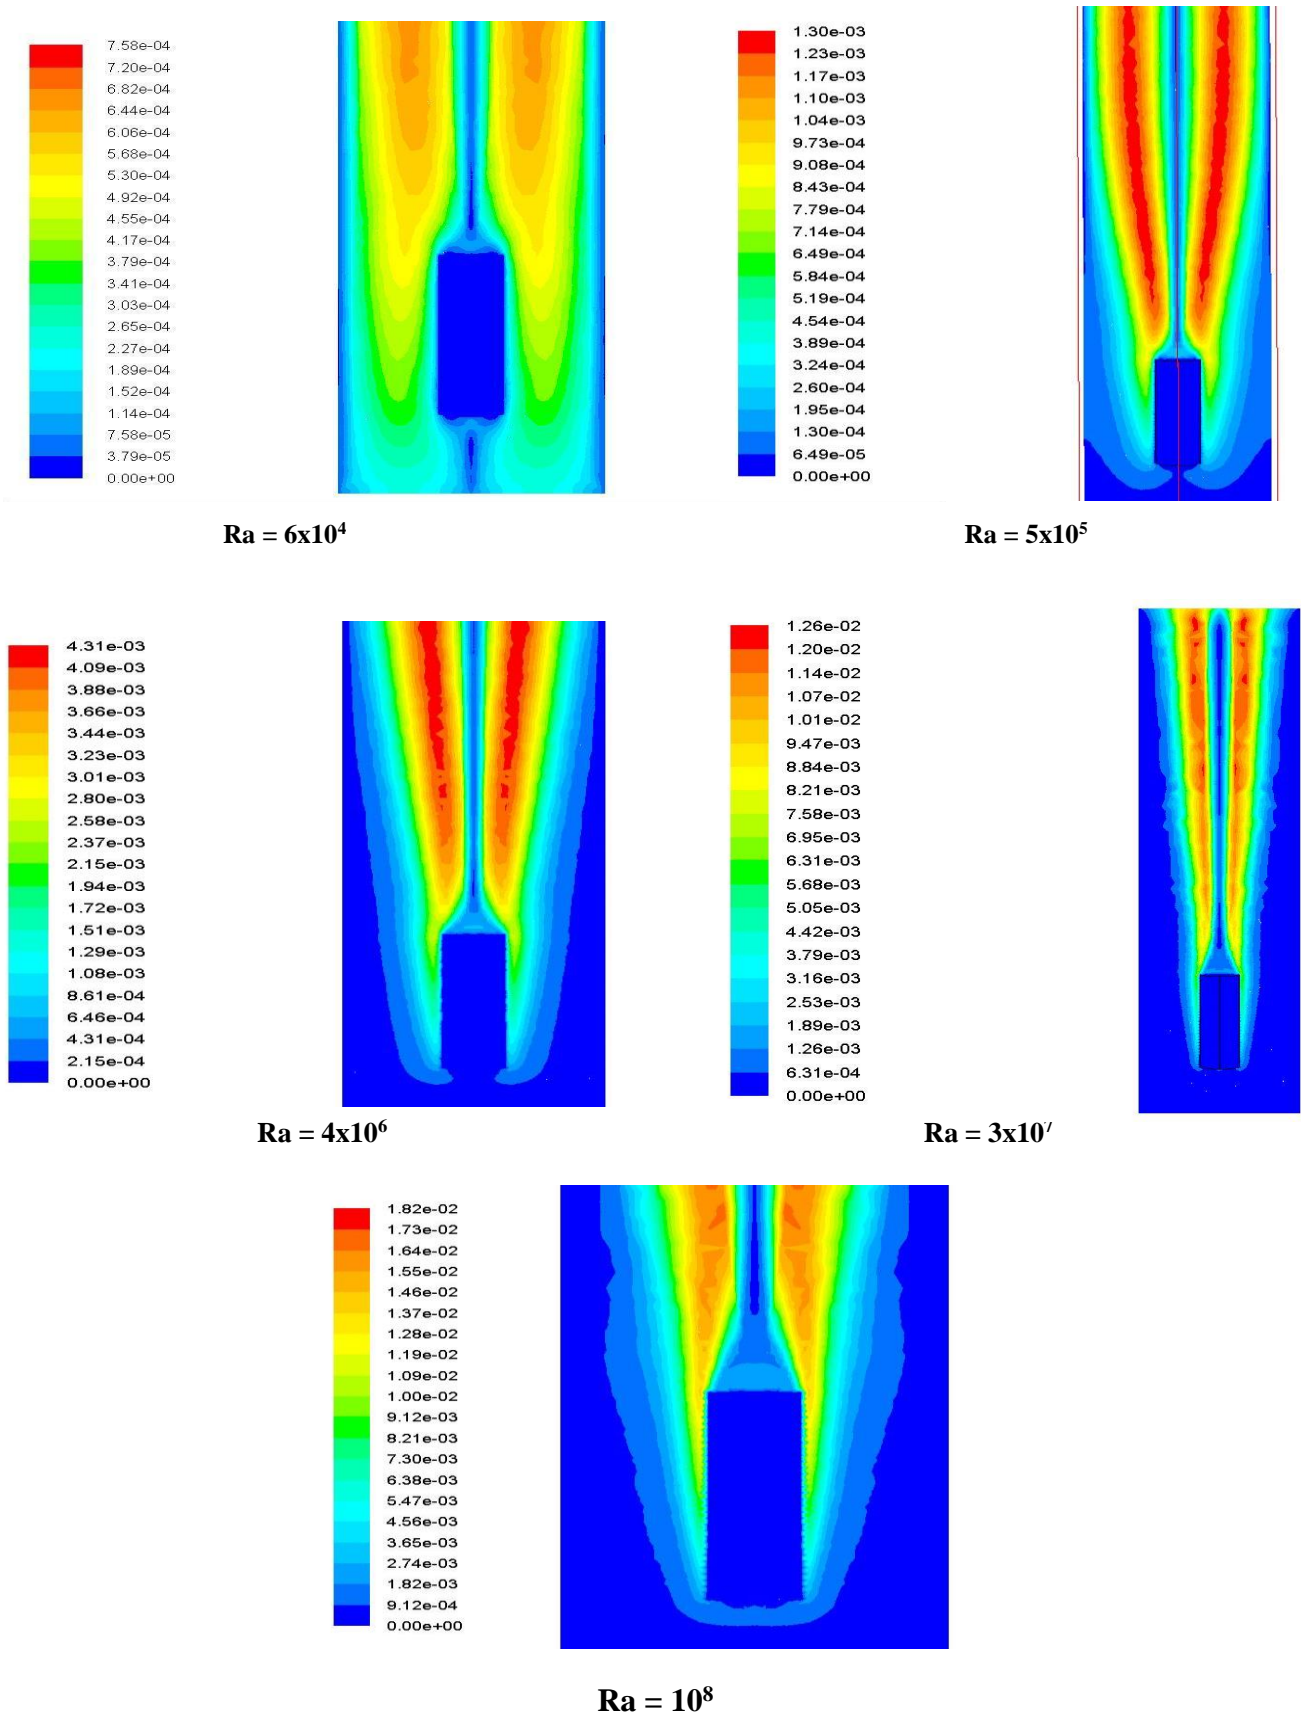 7.58e-04
7.20e-04
6.82e-04
6.44e-04
6.06e-04
5.68e-04
5.30e-04
4.92e-04
4.55e-04
4.17e-04
3.79e-04
3.41e-04
3.03e-04
2.65e-04
2.27e-04
1.89e-04
1.52e-04
1.14e-04
7.58e-05
3.79e-05
0.00e+00
Ra = 6x10⁴
1.30e-03
1.23e-03
1.17e-03
1.10e-03
1.04e-03
9.73e-04
9.08e-04
8.43e-04
7.79e-04
7.14e-04
6.49e-04
5.84e-04
5.19e-04
4.54e-04
3.89e-04
3.24e-04
2.60e-04
1.95e-04
1.30e-04
6.49e-05
0.00e+00
Ra = 5x10⁵
4.31e-03
4.09e-03
3.88e-03
3.66e-03
3.44e-03
3.23e-03
3.01e-03
2.80e-03
2.58e-03
2.37e-03
2.15e-03
1.94e-03
1.72e-03
1.51e-03
1.29e-03
1.08e-03
8.61e-04
6.46e-04
4.31e-04
2.15e-04
0.00e+00
Ra = 4x10⁶
1.26e-02
1.20e-02
1.14e-02
1.07e-02
1.01e-02
9.47e-03
8.84e-03
8.21e-03
7.58e-03
6.95e-03
6.31e-03
5.68e-03
5.05e-03
4.42e-03
3.79e-03
3.16e-03
2.53e-03
1.89e-03
1.26e-03
6.31e-04
0.00e+00
Ra = 3x10⁷
1.82e-02
1.73e-02
1.64e-02
1.55e-02
1.46e-02
1.37e-02
1.28e-02
1.19e-02
1.09e-02
1.00e-02
9.12e-03
8.21e-03
7.30e-03
6.38e-03
5.47e-03
4.56e-03
3.65e-03
2.74e-03
1.82e-03
9.12e-04
0.00e+00
Ra = 10⁸